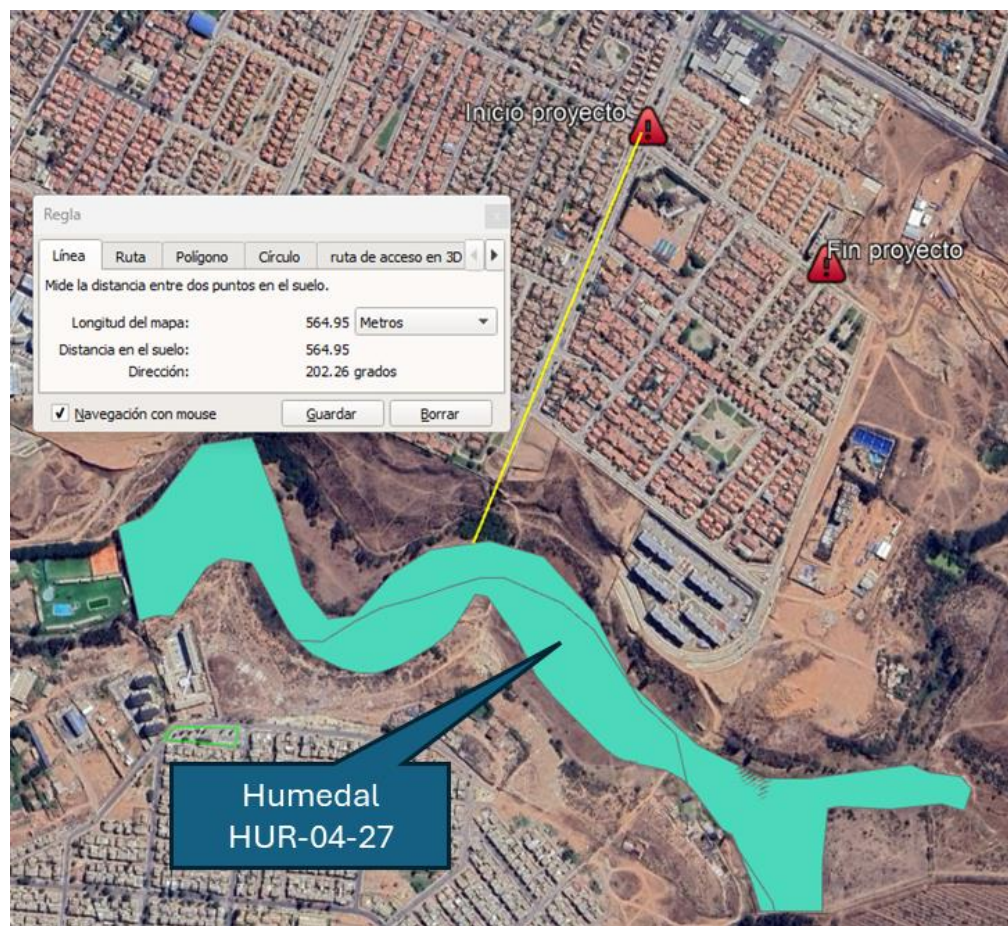 Inicio proyecto
Regla
Línea Ruta Polígono Círculo ruta de acceso en 3D
Mide la distancia entre dos puntos en el suelo.
Longitud del mapa: 564.95 Metros
Distancia en el suelo: 564.95
Dirección: 202.26 grados
Navegación con mouse Guardar Borrar
Fin proyecto
Humedal
HUR-04-27